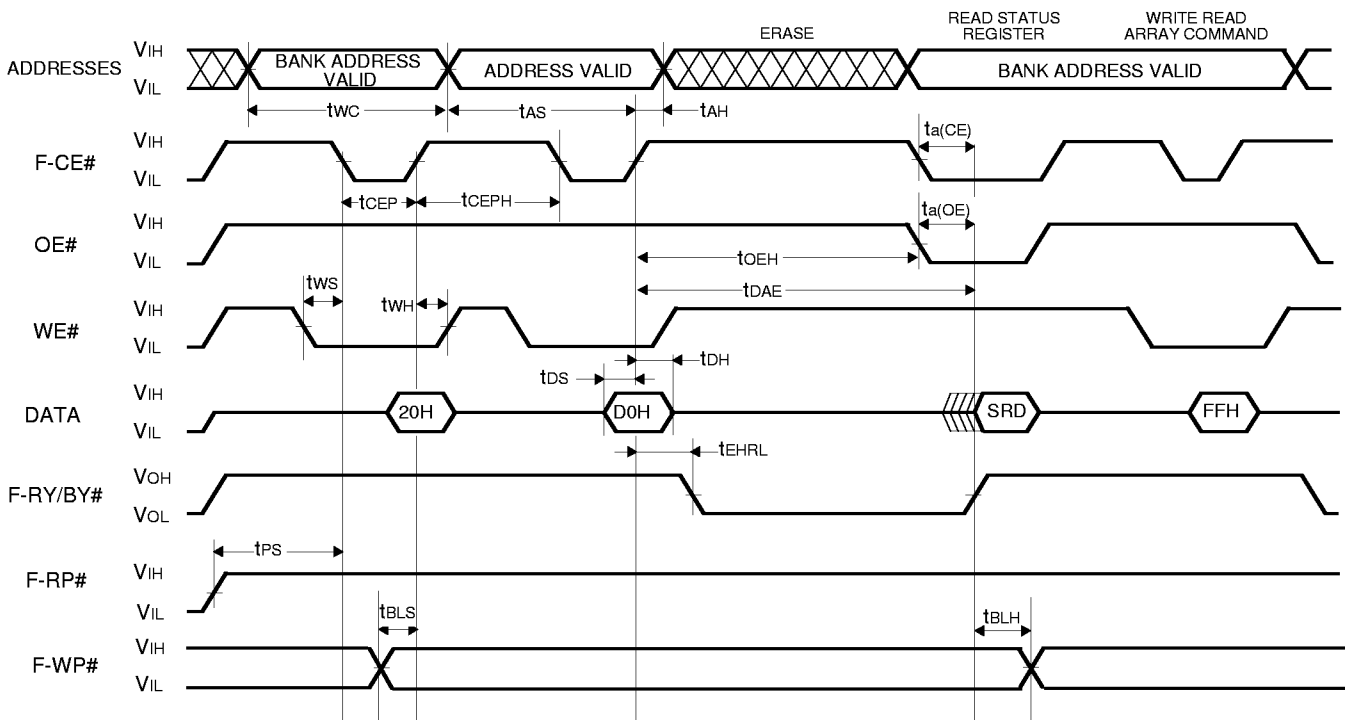 ERASE
READ STATUS
REGISTER
WRITE READ
ARRAY COMMAND
ADDRESSES
VIH
VIL
BANK ADDRESS
VALID
ADDRESS VALID
BANK ADDRESS VALID
tWC
tAS
tAH
F-CE#
VIH
VIL
ta(CE)
tCEP
tCEPH
OE#
VIH
VIL
ta(OE)
tOEH
tDAE
WE#
VIH
VIL
tWS
tWH
tDH
tDS
DATA
VIH
VIL
20H
D0H
SRD
FFH
tEHRL
F-RY/BY#
VOH
VOL
tPS
F-RP#
VIH
VIL
tBLS
tBLH
F-WP#
VIH
VIL